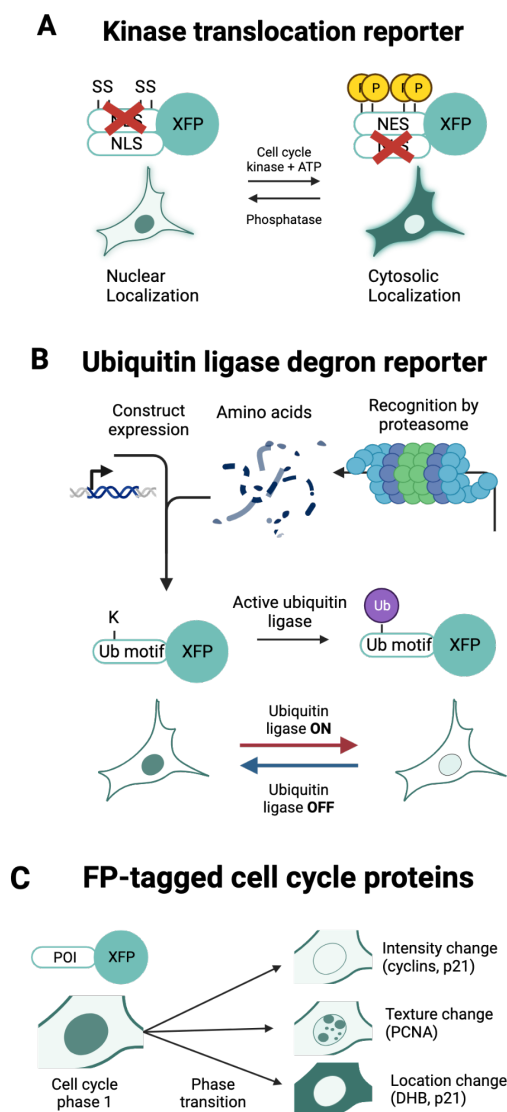 A
Kinase translocation reporter
SS SS
NLS
XFP
Cell cycle
kinase + ATP
Phosphatase
P P
NES
XFP
Nuclear
Localization
Cytosolic
Localization
B
Ubiquitin ligase degron reporter
Construct
expression
Amino acids
Recognition by
proteasome
K
Ub motif
XFP
Active ubiquitin
ligase
Ub
Ub motif
XFP
Ubiquitin
ligase ON
Ubiquitin
ligase OFF
C
FP-tagged cell cycle proteins
POI
XFP
Cell cycle
phase 1
Phase
transition
Intensity change
(cyclins, p21)
Texture change
(PCNA)
Location change
(DHB, p21)